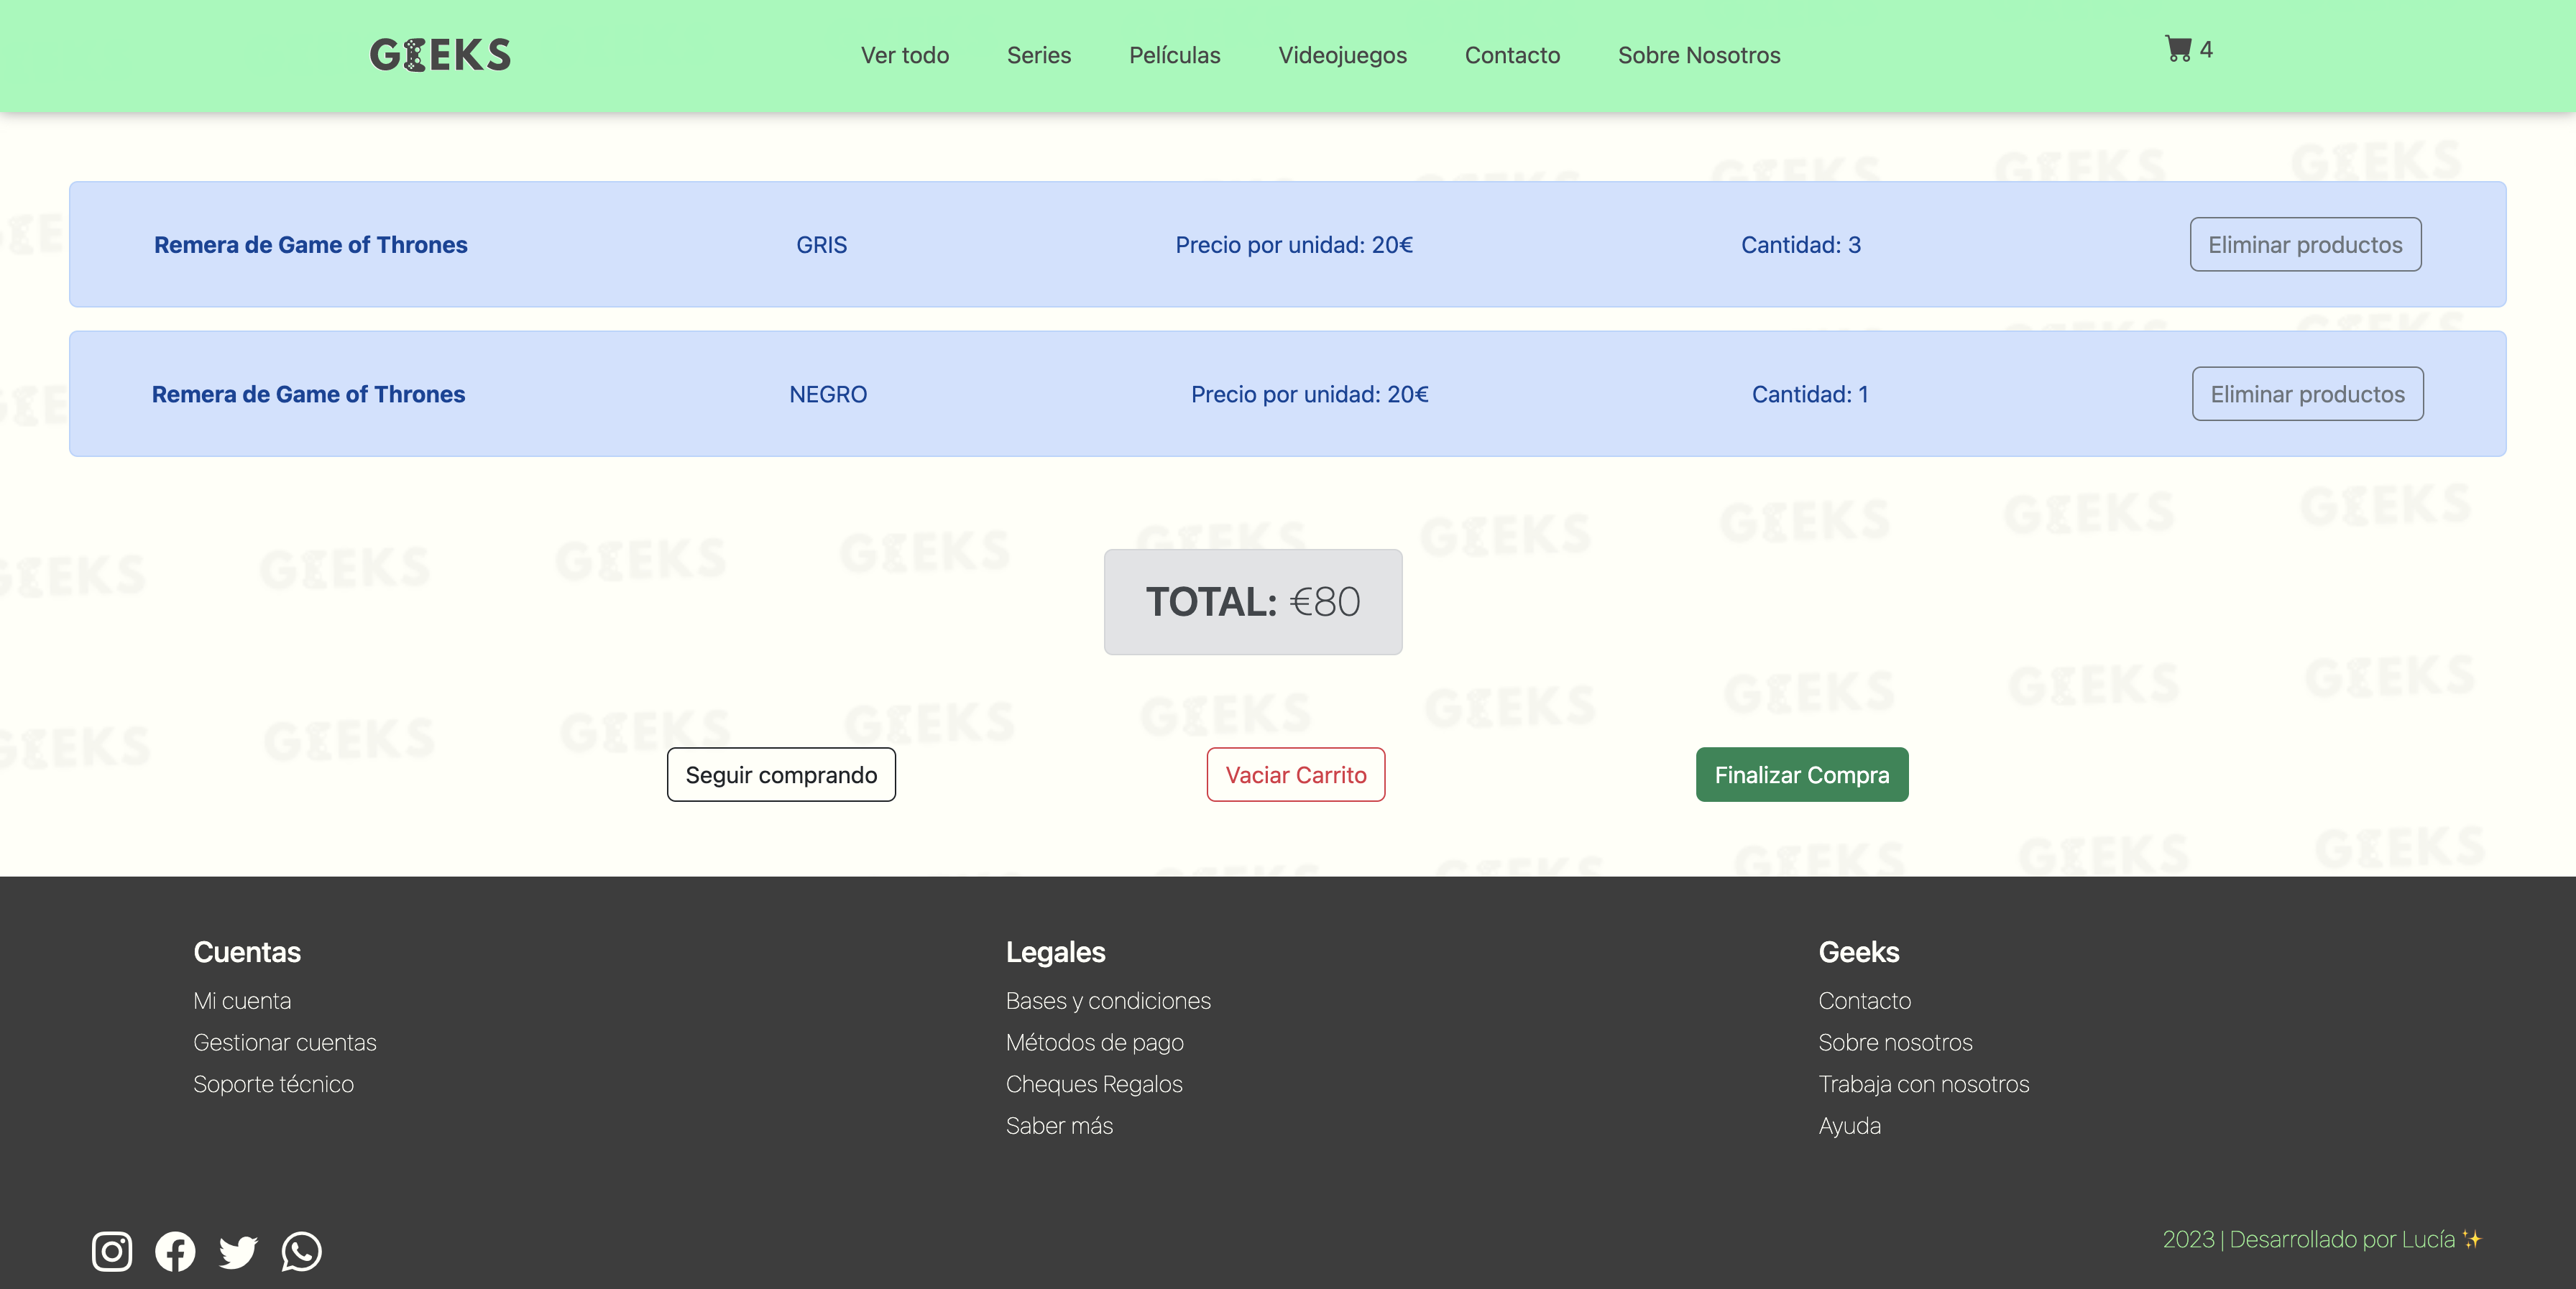 GEEKS
Ver todo Series Películas Videojuegos Contacto Sobre Nosotros 4
Remera de Game of Thrones GRIS Precio por unidad: 20€ Cantidad: 3 Eliminar productos
Remera de Game of Thrones NEGRO Precio por unidad: 20€ Cantidad: 1 Eliminar productos
TOTAL: €80
Seguir comprando Vaciar Carrito Finalizar Compra
Cuentas
Mi cuenta
Gestionar cuentas
Soporte técnico
Legales
Bases y condiciones
Métodos de pago
Cheques Regalos
Saber más
Geeks
Contacto
Sobre nosotros
Trabaja con nosotros
Ayuda
2023 | Desarrollado por Lucía ✨